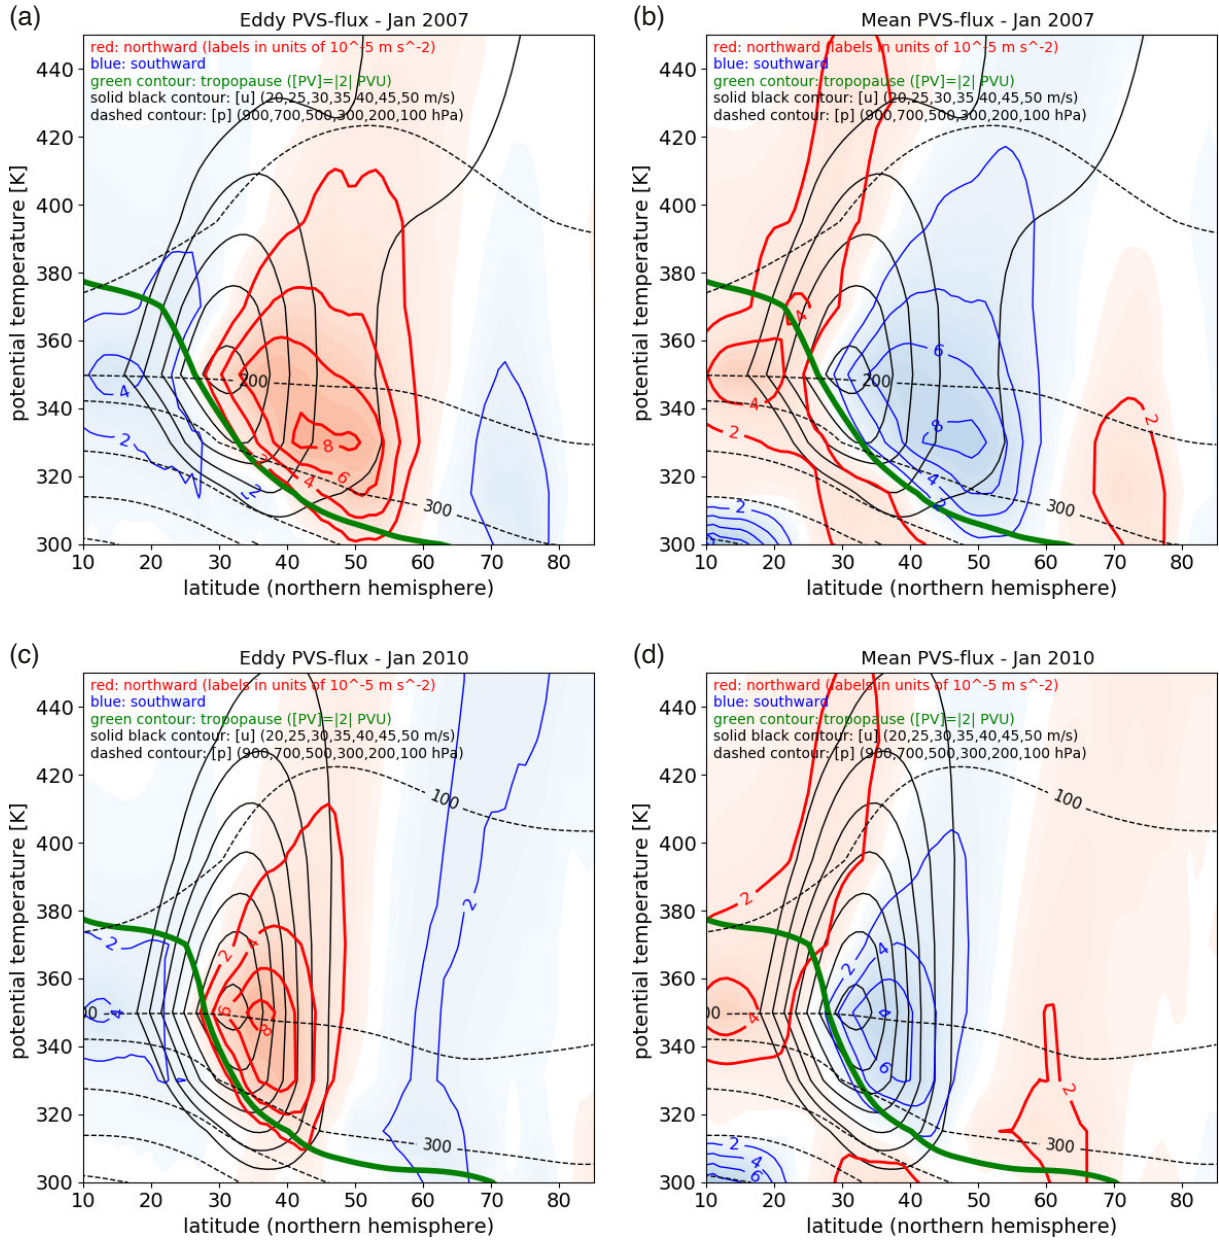 (a)
Eddy PVS-flux - Jan 2007
red: northward (labels in units of 10^-5 m s^-2)
blue: southward
green contour: tropopause ([PV]=|2| PVU)
solid black contour: [u] (20,25,30,35,40,45,50 m/s)
dashed contour: [p] (900,700,500,300,200,100 hPa)
440
420
400
380
360
340
320
300
potential temperature [K]
200
300
4
2
2
2
4
6
8
10 20 30 40 50 60 70 80
latitude (northern hemisphere)
(b)
Mean PVS-flux - Jan 2007
red: northward (labels in units of 10^-5 m s^-2)
blue: southward
green contour: tropopause ([PV]=|2| PVU)
solid black contour: [u] (20,25,30,35,40,45,50 m/s)
dashed contour: [p] (900,700,500,300,200,100 hPa)
440
420
400
380
360
340
320
300
potential temperature [K]
4
6
200
4
2
8
2
4
2
300
10 20 30 40 50 60 70 80
latitude (northern hemisphere)
(c)
Eddy PVS-flux - Jan 2010
red: northward (labels in units of 10^-5 m s^-2)
blue: southward
green contour: tropopause ([PV]=|2| PVU)
solid black contour: [u] (20,25,30,35,40,45,50 m/s)
dashed contour: [p] (900,700,500,300,200,100 hPa)
440
420
400
380
360
340
320
300
potential temperature [K]
100
2
2
2
4
4
6
8
300
10 20 30 40 50 60 70 80
latitude (northern hemisphere)
(d)
Mean PVS-flux - Jan 2010
red: northward (labels in units of 10^-5 m s^-2)
blue: southward
green contour: tropopause ([PV]=|2| PVU)
solid black contour: [u] (20,25,30,35,40,45,50 m/s)
dashed contour: [p] (900,700,500,300,200,100 hPa)
440
420
400
380
360
340
320
300
potential temperature [K]
100
2
2
4
4
4
6
2
300
2
4
6
10 20 30 40 50 60 70 80
latitude (northern hemisphere)